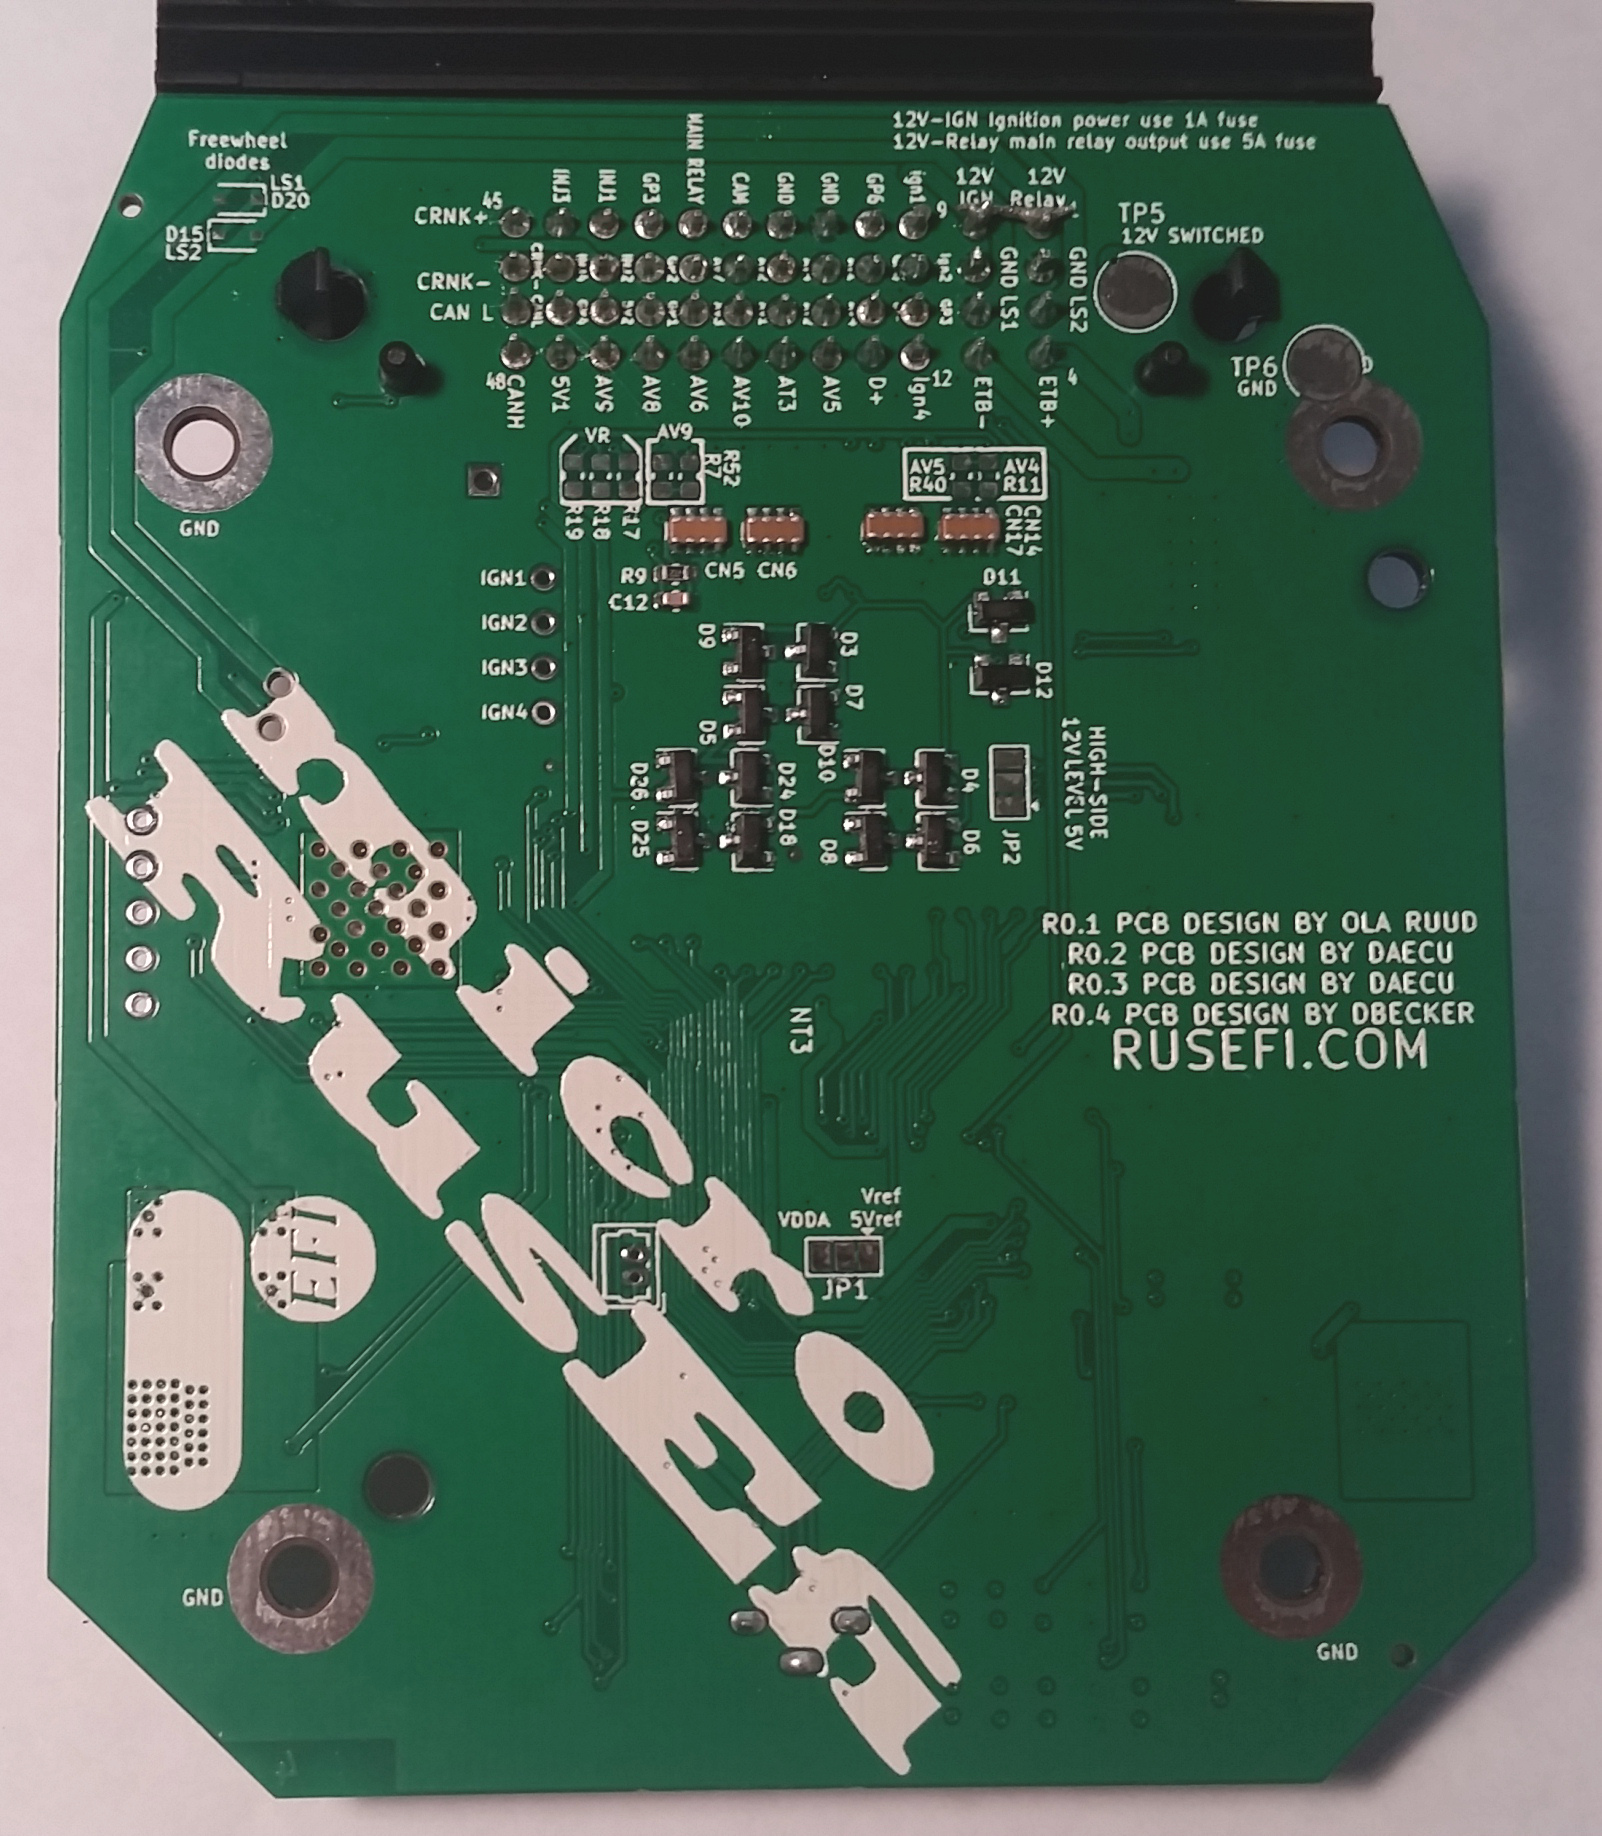 12V-IGN Ignition power use 1A fuse
12V-Relay main relay output use 5A fuse
Freewheel
diodes
LS1
D20
D15
LS2
45
CRNK+
INJ3
INJ1
GP3
MAIN RELAY
CAM
GND
GND
GP6
Ign1
9
12V
IGN
12V
Relay
TP5
12V SWITCHED
CRNK-
CAN L
GND LS1
GND LS2
TP6
GND
48
CANH
5V1
AV9
AV8
AV6
AV10
AT3
AV5
D+
Ign4
12
ETB-
ETB+
4
VR
AV9
R7
R52
R19
R18
R17
AV5
R40
AV4
R11
CN17
CN14
GND
CN5
CN6
R9
C12
IGN1
IGN2
IGN3
IGN4
D11
D12
D9
D3
D7
D5
D10
D26
D24
D4
D25
D18
D8
D6
JP2
HIGH-SIDE
12V LEVEL 5V
R0.1 PCB DESIGN BY OLA RUUD
R0.2 PCB DESIGN BY DAECU
R0.3 PCB DESIGN BY DAECU
R0.4 PCB DESIGN BY DBECKER
RUSEFI.COM
NT3
Vref
VDDA 5Vref
JP1
EFI
GND
GND